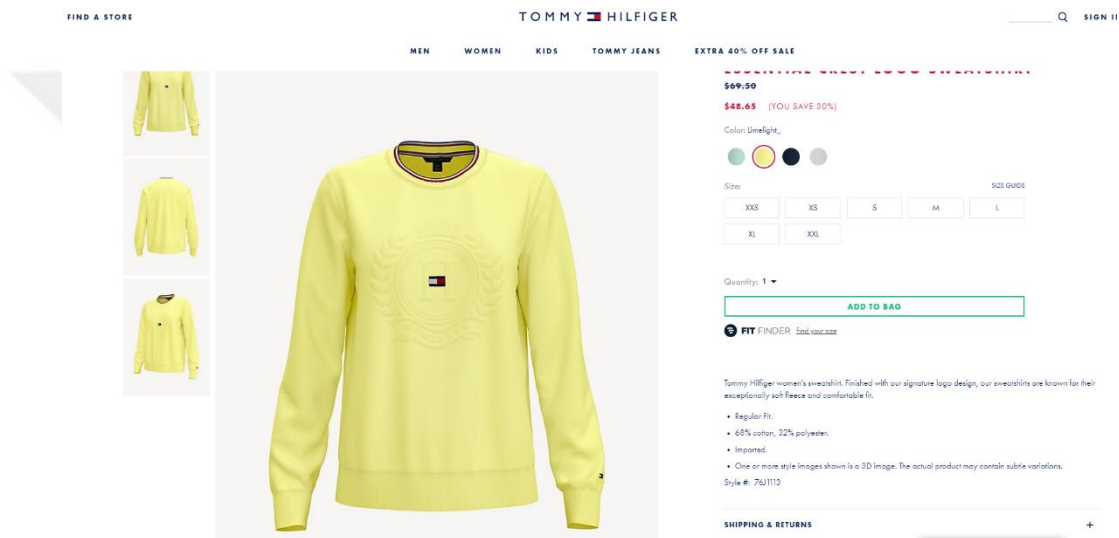 FIND A STORE
TOMMY HILFIGER
SIGN I
MEN WOMEN KIDS TOMMY JEANS EXTRA 40% OFF SALE
ESSENTIAL CREST LOGO SWEATSHIRT
$69.50
$48.65 (YOU SAVE 30%)
Color: Limelight_
Size: SIZE GUIDE
XXS XS S M L
XL XXL
Quantity: 1
ADD TO BAG
FIT FINDER Find your size
Tommy Hilfiger women's sweatshirt. Finished with our signature logo design, our sweatshirts are known for their
exceptionally soft fleece and comfortable fit.
• Regular Fit.
• 68% cotton, 32% polyester.
• Imported.
• One or more style images shown is a 3D image. The actual product may contain subtle variations.
Style #: 76J1113
SHIPPING & RETURNS +